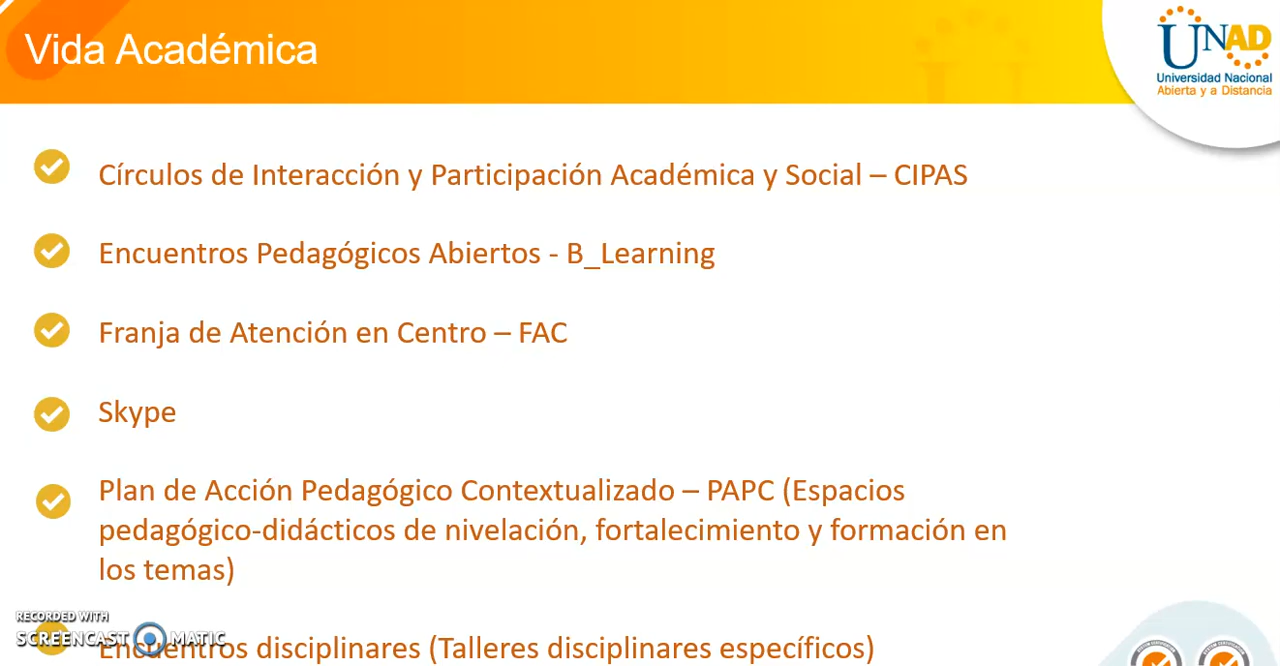 Vida Académica
UNAD
Universidad Nacional
Abierta y a Distancia
Círculos de Interacción y Participación Académica y Social – CIPAS
Encuentros Pedagógicos Abiertos - B_Learning
Franja de Atención en Centro – FAC
Skype
Plan de Acción Pedagógico Contextualizado – PAPC (Espacios
pedagógico-didácticos de nivelación, fortalecimiento y formación en
los temas)
RECORDED WITH
SCREENCAST MATIC
Encuentros disciplinares (Talleres disciplinares específicos)